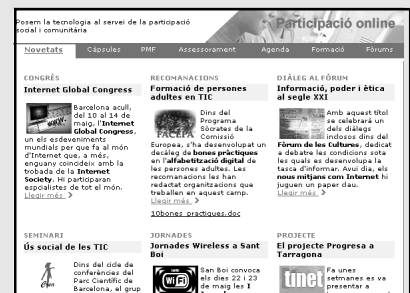 Posem la tecnologia al servei de la participació
social i comunitària
Participació online
Novetats Càpsules PMF Assessorament Agenda Formació Fòrums
CONGRÉS
Internet Global Congress
Barcelona acull,
del 10 al 14 de
maig, l'Internet
Global Congress,
un els esdeveniments
mundials per que fa al món
d'Internet que, a més,
enguany coincideix amb la
trobada de la Internet
Society. Hi participaran
espcialistes de tot el món.
Llegir més
RECOMANACIONS
Formació de persones
adultes en TIC
FACEPA
Dins del
Programa
Sòcrates de la
Comissió
Europea, s'ha desenvolupat un
decàleg de bones pràctiques
en l'alfabetització digital de
les persones adultes. Les
recomanacions les han
redactat organitzacions que
treballen en aquest camp.
Llegir més
10bones_practiques.doc
DIÀLEG AL FÒRUM
Informació, poder i ètica
al segle XXI
Amb aquest títol
se celebrarà un
dels diàlegs
indosos dins del
Fòrum de les Cultures, dedicat
a debatre les condicions sota
les quals es desenvolupa la
tasca d'informar. Avui dia, els
nous mitjans com Internet hi
juguen un paper dau.
Llegir més
SEMINARI
Ús social de les TIC
Dins del cicle de
conferències del
Parc Científic de
Barcelona, el grup
JORNADES
Jornades Wireless a Sant
Boi
Wi Fi
San Boi convoca
els dies 22 i 23
de maig les I
PROJECTE
El projecte Progresa a
Tarragona
tinet
Fa unes
setmanes es va
presentar a